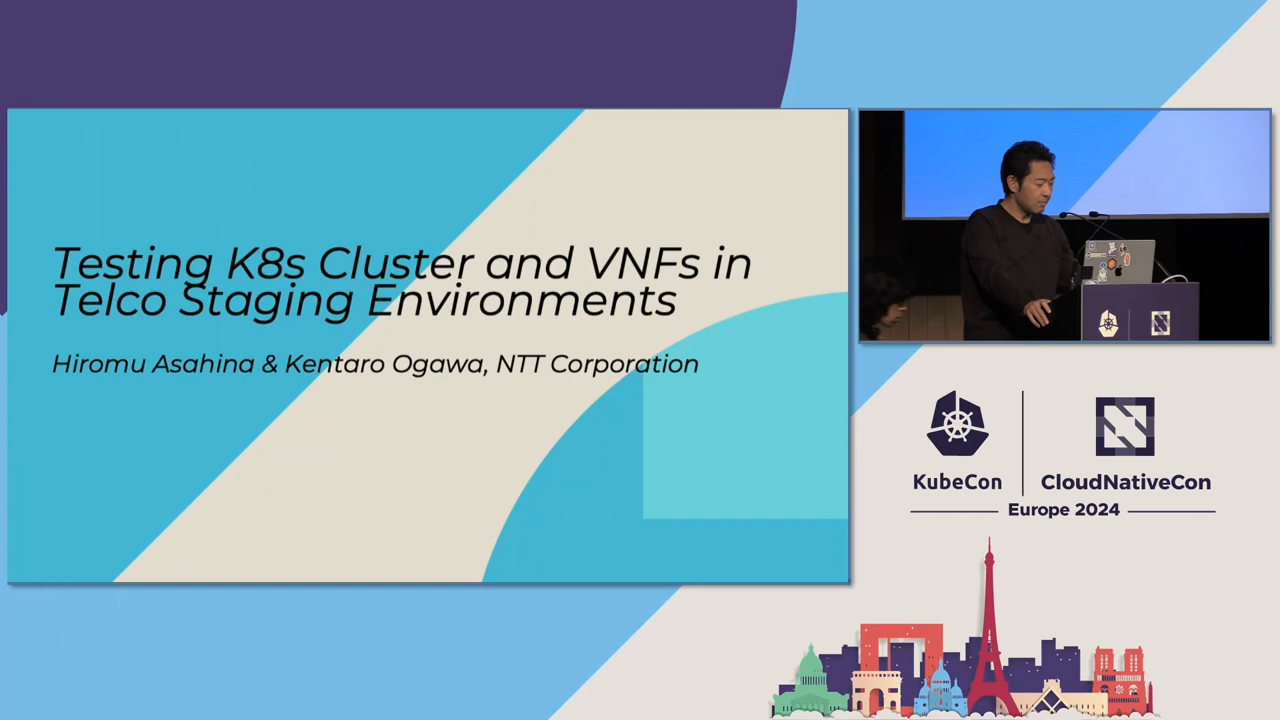 Testing K8s Cluster and VNFs in
Telco Staging Environments
Hiromu Asahina & Kentaro Ogawa, NTT Corporation
KubeCon
CloudNativeCon
Europe 2024